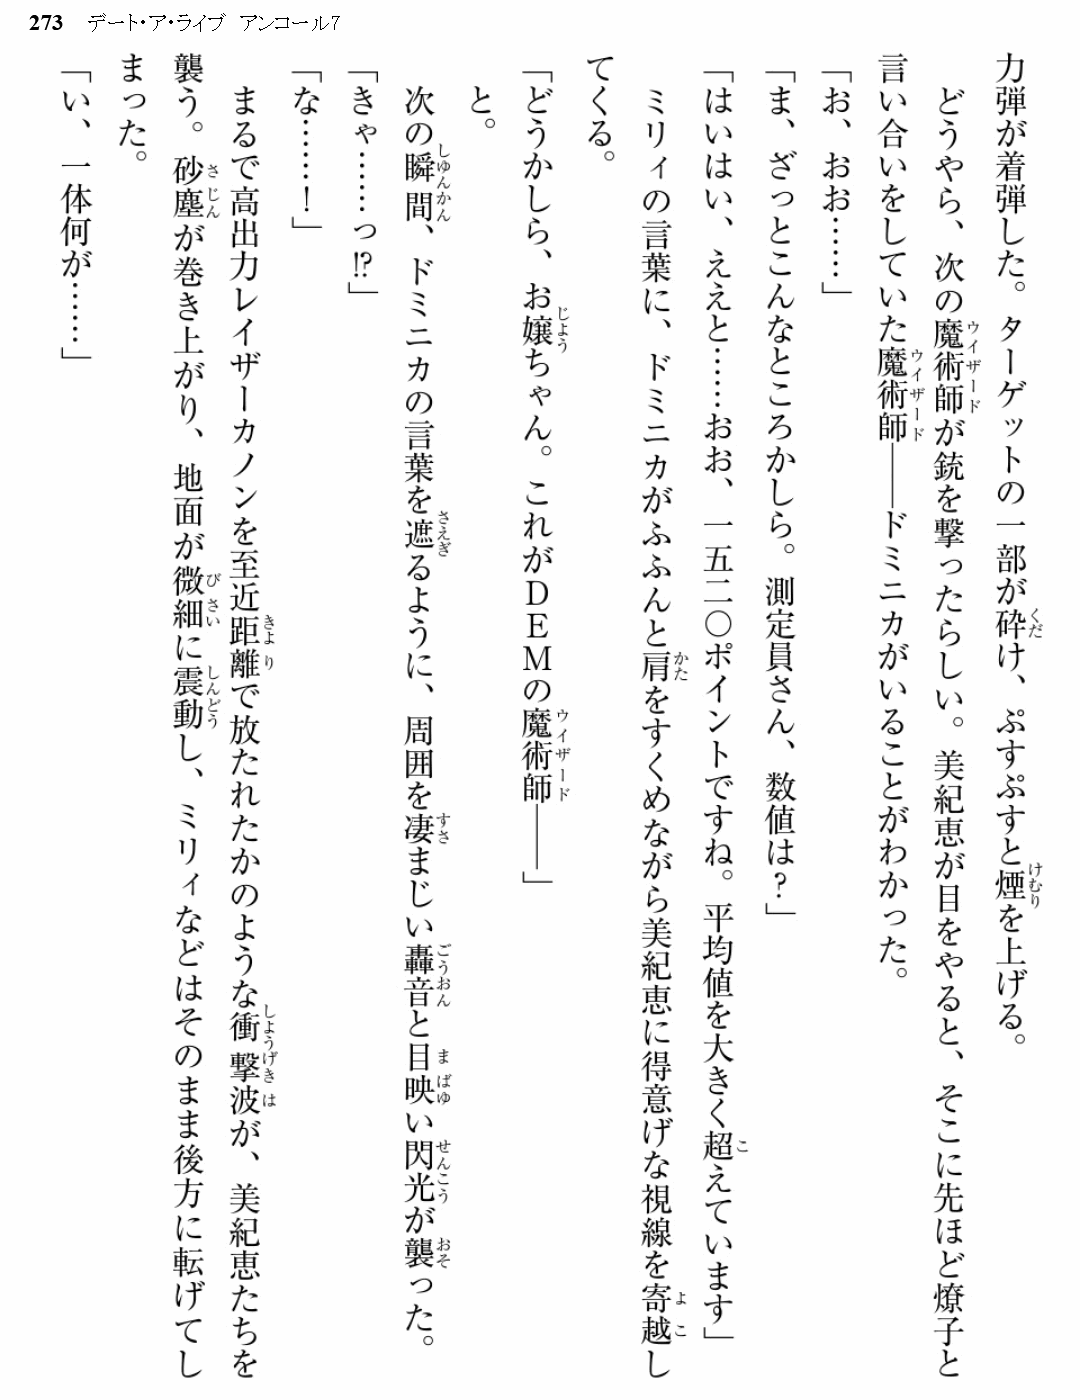 273 デート・ア・ライブ アンコール7
力弾が着弾した。ターゲットの一部が砕け、ぷすぷすと煙を上げる。
どうやら、次の魔術師が銃を撃ったらしい。美紀恵が目をやると、そこに先ほど燎子と
言い合いをしていた魔術師――ドミニカがいることがわかった。
「お、おお……」
「ま、ざっとこんなところかしら。測定員さん、数値は？」
「はいはい、ええと……おお、一五二〇ポイントですね。平均値を大きく超えています」
ミリィの言葉に、ドミニカがふふんと肩をすくめながら美紀恵に得意げな視線を寄越し
てくる。
「どうかしら、お嬢ちゃん。これがＤＥＭの魔術師――」
と。
次の瞬間、ドミニカの言葉を遮るように、周囲を凄まじい轟音と目映い閃光が襲った。
「きゃ……っ!?」
「な……！」
まるで高出力レイザーカノンを至近距離で放たれたかのような衝撃波が、美紀恵たちを
襲う。砂塵が巻き上がり、地面が微細に震動し、ミリィなどはそのまま後方に転げてし
まった。
「い、一体何が……」